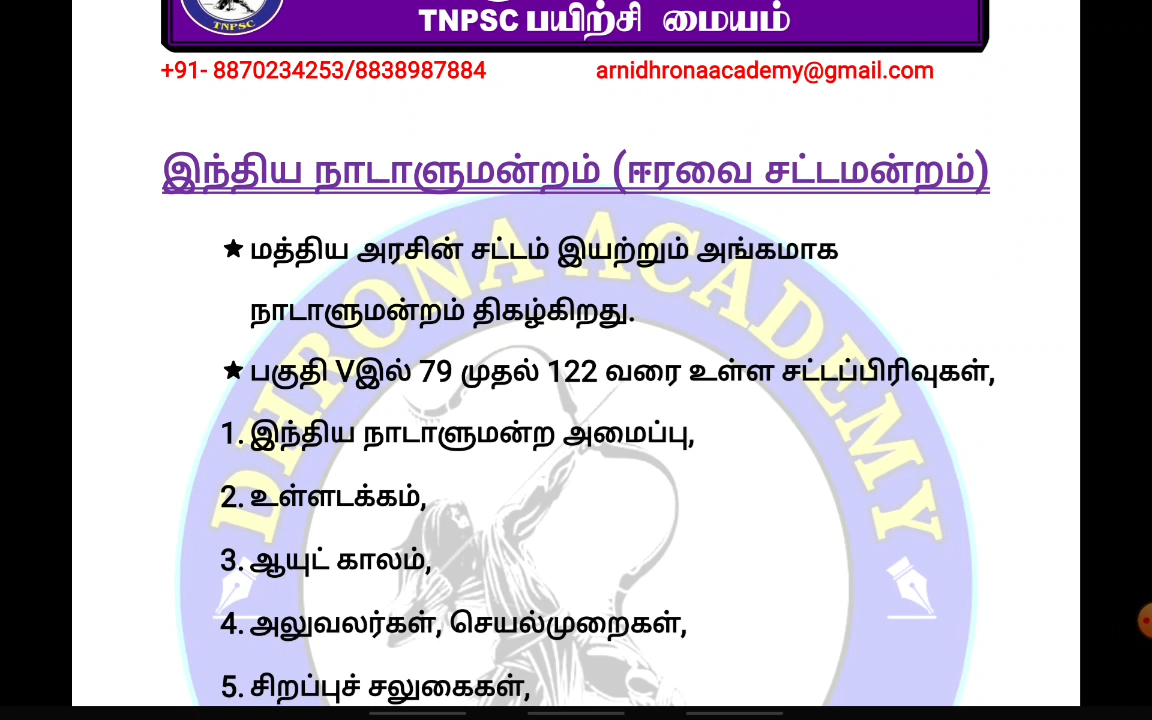 TNPSC
TNPSC பயிற்சி மையம்
+91- 8870234253/8838987884 arnidhronaacademy@gmail.com
இந்திய நாடாளுமன்றம் (ஈரவை சட்டமன்றம்)
★ மத்திய அரசின் சட்டம் இயற்றும் அங்கமாக
நாடாளுமன்றம் திகழ்கிறது.
★ பகுதி Vஇல் 79 முதல் 122 வரை உள்ள சட்டப்பிரிவுகள்,
1. இந்திய நாடாளுமன்ற அமைப்பு,
2. உள்ளடக்கம்,
3. ஆயுட் காலம்,
4. அலுவலர்கள், செயல்முறைகள்,
5. சிறப்புச் சலுகைகள்,
DHRONA ACADEMY